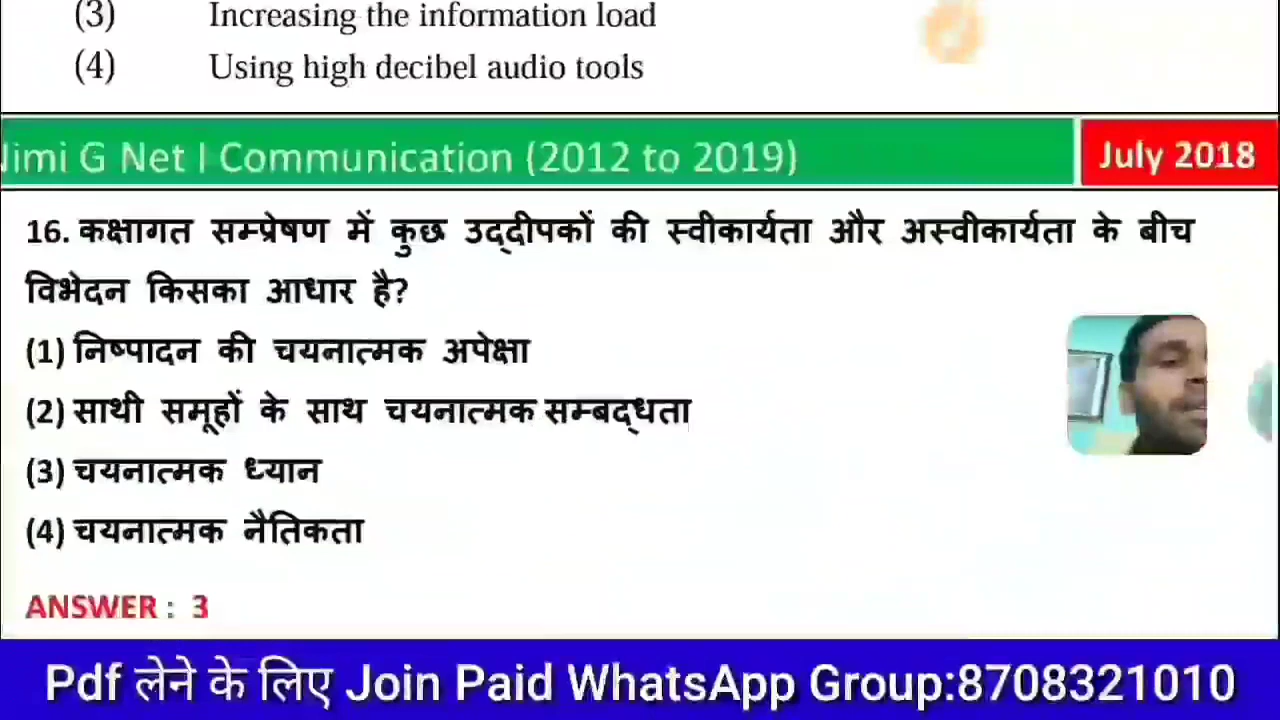 (3) Increasing the information load
(4) Using high decibel audio tools
Nimi G Net I Communication (2012 to 2019) July 2018
16. कक्षागत सम्प्रेषण में कुछ उद्दीपकों की स्वीकार्यता और अस्वीकार्यता के बीच
विभेदन किसका आधार है?
(1) निष्पादन की चयनात्मक अपेक्षा
(2) साथी समूहों के साथ चयनात्मक सम्बद्धता
(3) चयनात्मक ध्यान
(4) चयनात्मक नैतिकता
ANSWER : 3
Pdf लेने के लिए Join Paid WhatsApp Group:8708321010